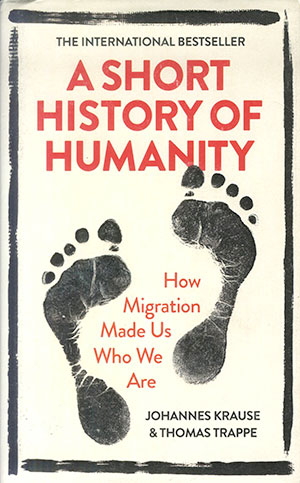 THE INTERNATIONAL BESTSELLER
A SHORT
HISTORY OF
HUMANITY
How
Migration
Made Us
Who We
Are
JOHANNES KRAUSE
& THOMAS TRAPPE